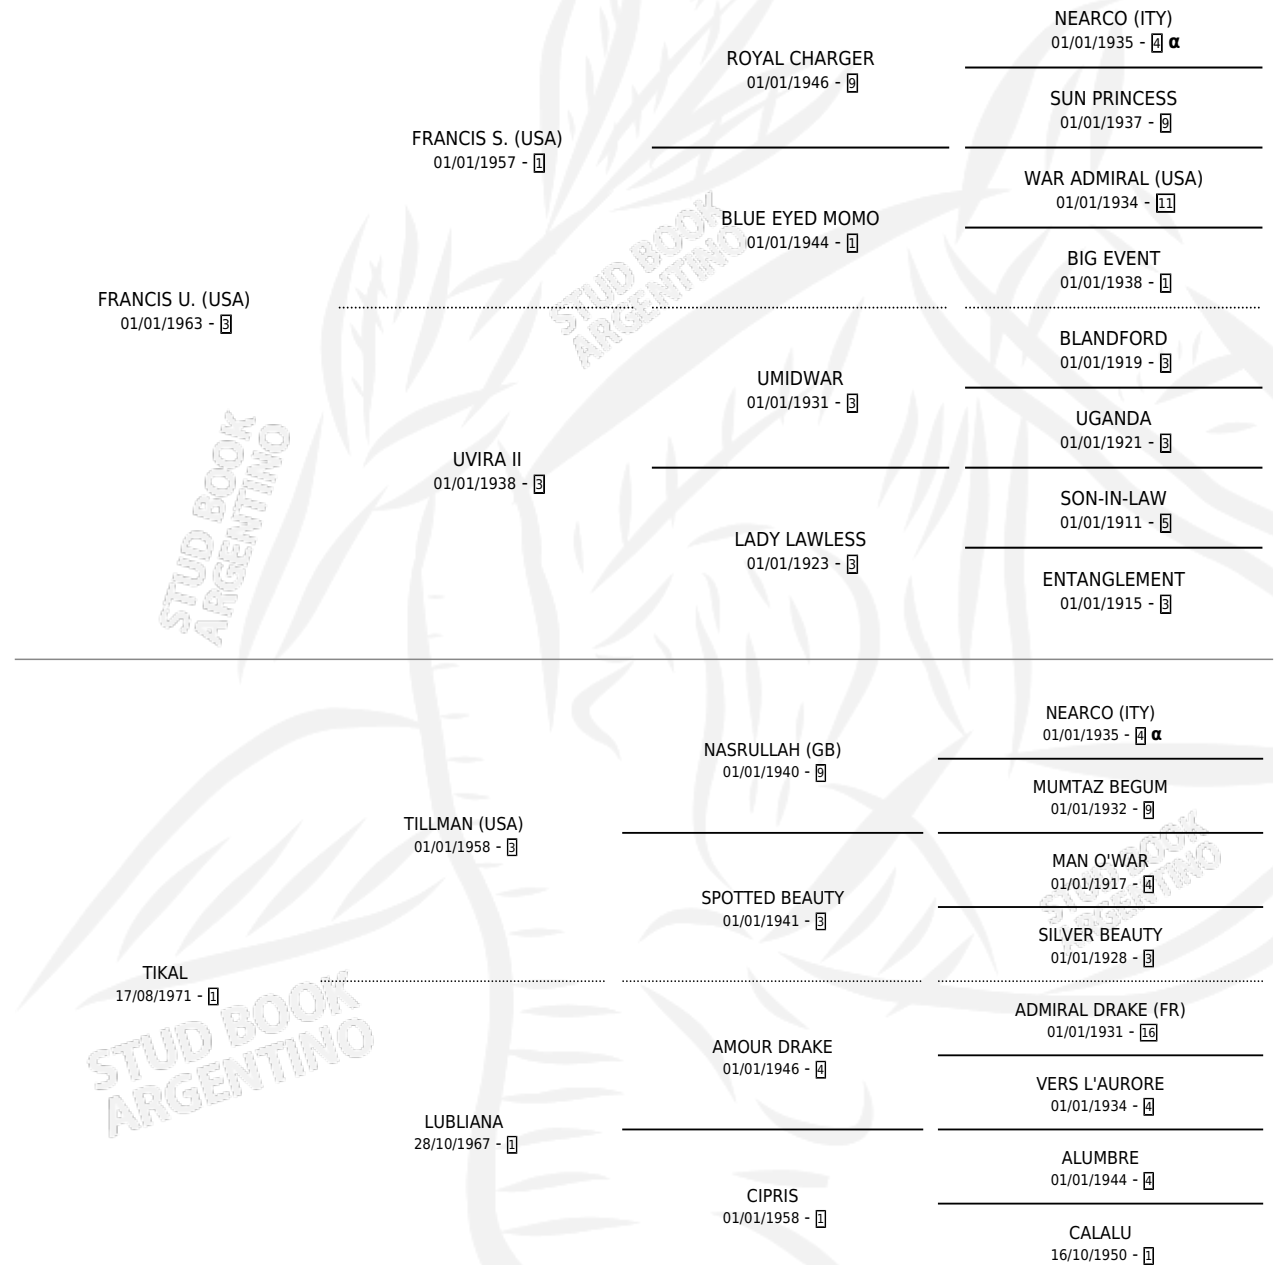 NEARCO (ITY)
01/01/1935 - 4 α
ROYAL CHARGER
01/01/1946 - 9
SUN PRINCESS
01/01/1937 - 9
FRANCIS S. (USA)
01/01/1957 - 1
WAR ADMIRAL (USA)
01/01/1934 - 11
BLUE EYED MOMO
01/01/1944 - 1
BIG EVENT
01/01/1938 - 1
FRANCIS U. (USA)
01/01/1963 - 3
STUD BOOK
ARGENTINO
BLANDFORD
01/01/1919 - 3
UMIDWAR
01/01/1931 - 3
UGANDA
01/01/1921 - 3
UVIRA II
01/01/1938 - 3
STUD BOOK
ARGENTINO
SON-IN-LAW
01/01/1911 - 5
LADY LAWLESS
01/01/1923 - 3
ENTANGLEMENT
01/01/1915 - 3
NEARCO (ITY)
01/01/1935 - 4 α
NASRULLAH (GB)
01/01/1940 - 9
MUMTAZ BEGUM
01/01/1932 - 9
TILLMAN (USA)
01/01/1958 - 3
MAN O'WAR
01/01/1917 - 4
STUD BOOK
ARGENTINO
SPOTTED BEAUTY
01/01/1941 - 3
SILVER BEAUTY
01/01/1928 - 3
TIKAL
17/08/1971 - 1
STUD BOOK
ARGENTINO
ADMIRAL DRAKE (FR)
01/01/1931 - 16
AMOUR DRAKE
01/01/1946 - 4
VERS L'AURORE
01/01/1934 - 4
LUBLIANA
28/10/1967 - 1
ALUMBRE
01/01/1944 - 4
CIPRIS
01/01/1958 - 1
CALALU
16/10/1950 - 1